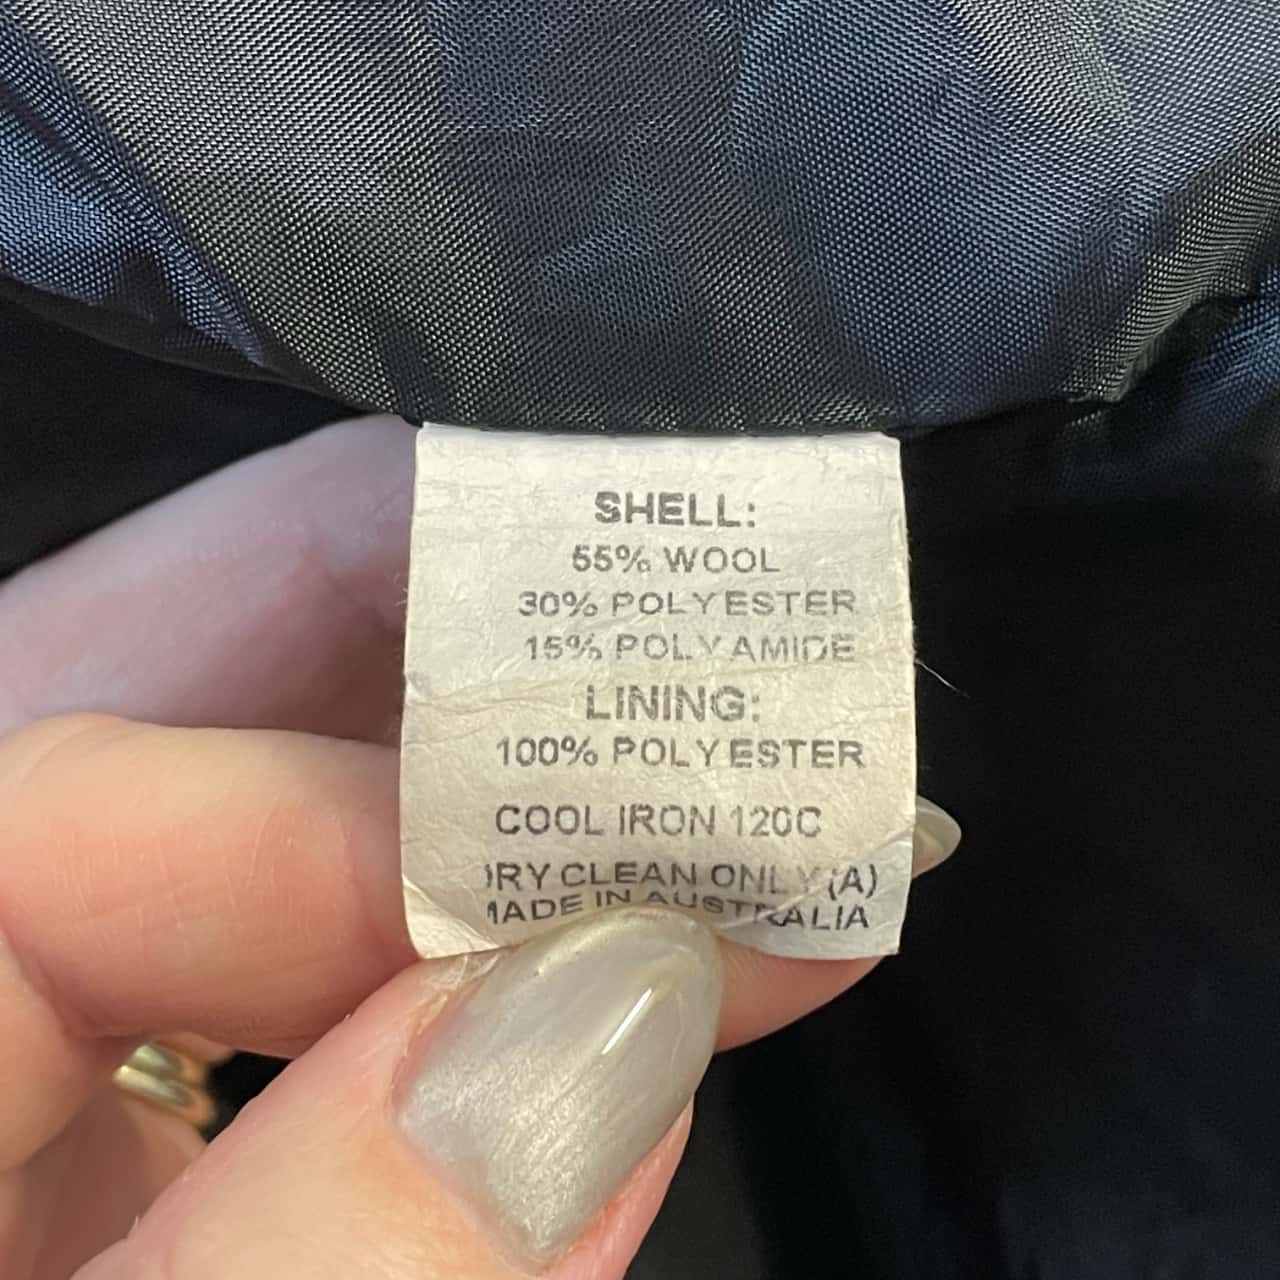 SHELL:
55% WOOL
30% POLYESTER
15% POLYAMIDE
LINING:
100% POLYESTER
COOL IRON 120C
DRY CLEAN ONLY (A)
MADE IN AUSTRALIA